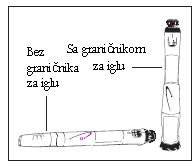 Bez
graničnika
za iglu
Sa graničnikom
za iglu